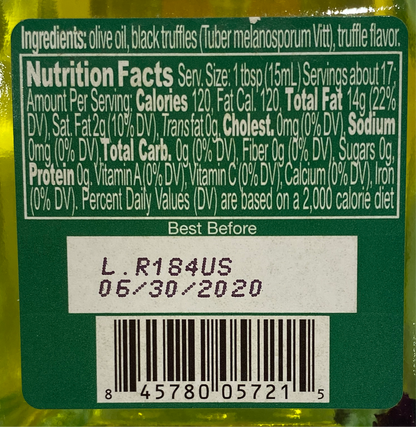 Ingredients: olive oil, black truffles (Tuber melanosporum Vitt), truffle flavor.
Nutrition Facts Serv. Size: 1 tbsp (15mL) Servings about 17,
Amount Per Serving: Calories 120, Fat Cal. 120, Total Fat 14g (22%
DV), Sat. Fat 2g (10% DV), Trans fat 0g, Cholest. 0mg (0% DV), Sodium
0mg (0% DV), Total Carb. 0g (0% DV), Fiber 0g (0% DV), Sugars 0g,
Protein 0g, Vitamin A (0% DV), Vitamin C (0% DV), Calcium (0% DV), Iron
(0% DV). Percent Daily Values (DV) are based on a 2,000 calorie diet
Best Before
L.R184US
06/30/2020
8 45780 05721 5